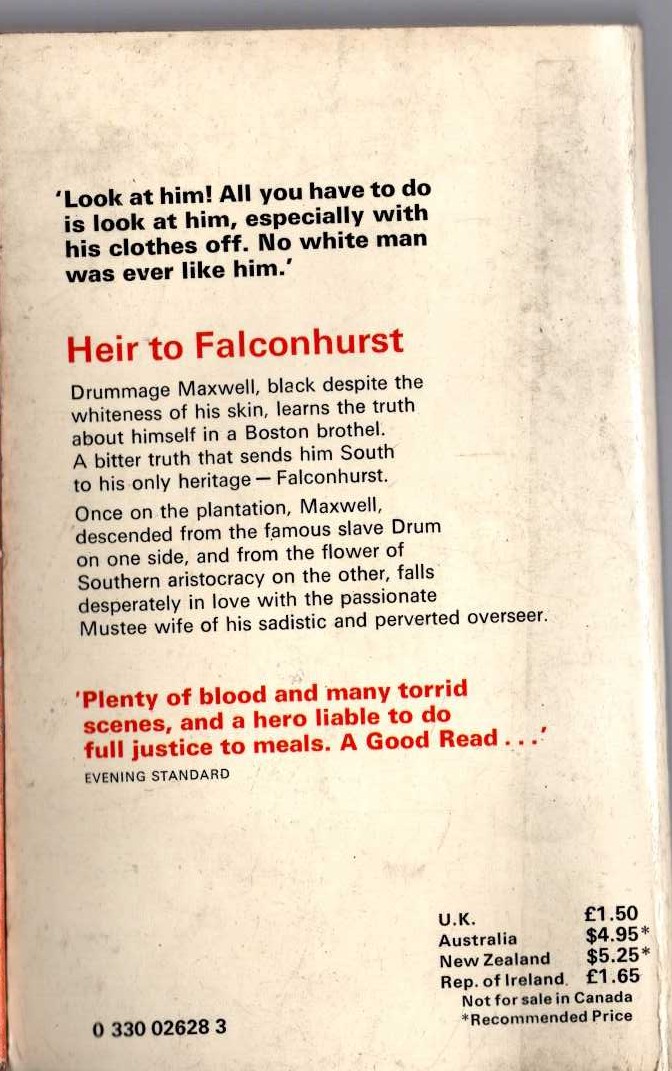 ‘Look at him! All you have to do
is look at him, especially with
his clothes off. No white man
was ever like him.’
Heir to Falconhurst
Drummage Maxwell, black despite the
whiteness of his skin, learns the truth
about himself in a Boston brothel.
A bitter truth that sends him South
to his only heritage — Falconhurst.
Once on the plantation, Maxwell,
descended from the famous slave Drum
on one side, and from the flower of
Southern aristocracy on the other, falls
desperately in love with the passionate
Mustee wife of his sadistic and perverted overseer.
‘Plenty of blood and many torrid
scenes, and a hero liable to do
full justice to meals. A Good Read . . .’
EVENING STANDARD
U.K. £1.50
Australia $4.95*
New Zealand $5.25*
Rep. of Ireland. £1.65
Not for sale in Canada
*Recommended Price
0 330 02628 3